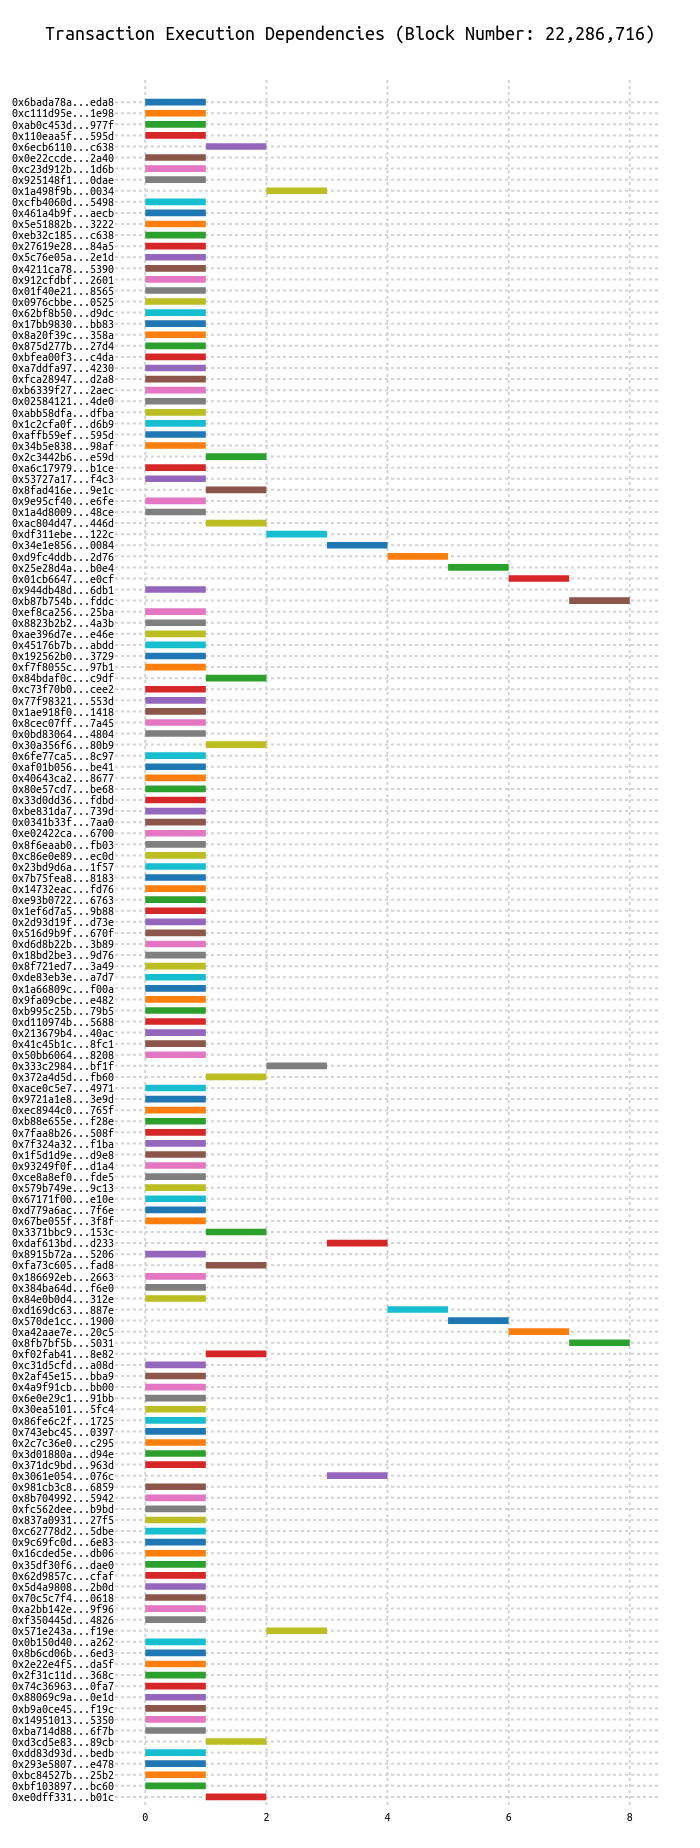 Transaction Execution Dependencies (Block Number: 22,286,716)
0x6bada78a...eda8
0xc111d95e...1e98
0xab0c453d...977f
0x110eaa5f...595d
0x6ecb6110...c638
0x0e22ccde...2a40
0xc23d912b...1d6b
0x925148f1...0dae
0x1a498f9b...0034
0xcfb4060d...5498
0x461a4b9f...aecb
0x5e51882b...3222
0xeb32c185...c638
0x27619e28...84a5
0x5c76e05a...2e1d
0x4211ca78...5390
0x912cfdbf...2601
0x01f40e21...8565
0x0976cbbe...0525
0x62bf8b50...d9dc
0x17bb9830...bb83
0x8a20f39c...358a
0x875d277b...27d4
0xbfea00f3...c4da
0xa7ddfa97...4230
0xfca28947...d2a8
0xb6339f27...2aec
0x02584121...4de0
0xabb58dfa...dfba
0x1c2cfa0f...d6b9
0xaffb59ef...595d
0x34b5e838...98af
0x2c3442b6...e59d
0xa6c17979...b1ce
0x53727a17...f4c3
0x8fad416e...9e1c
0x9e95cf40...e6fe
0x1a4d8009...48ce
0xac804d47...446d
0xdf311ebe...122c
0x34e1e856...0084
0xd9fc4ddb...2d76
0x25e28d4a...b0e4
0x01cb6647...e0cf
0x944db48d...6db1
0xb87b754b...fddc
0xef8ca256...25ba
0x8823b2b2...4a3b
0xae396d7e...e46e
0x45176b7b...abdd
0x192562b0...3729
0xf7f8055c...97b1
0x84bdaf0c...c9df
0xc73f70b0...cee2
0x77f98321...553d
0x1ae918f0...1418
0x8cec07ff...7a45
0x0bd83064...4804
0x30a356f6...80b9
0x6fe77ca5...8c97
0xaf01b056...be41
0x40643ca2...8677
0x80e57cd7...be68
0x33d0dd36...fdbd
0xbe831da7...739d
0x0341b33f...7aa0
0xe02422ca...6700
0x8f6eaab0...fb03
0xc86e0e89...ec0d
0x23bd9d6a...1f57
0x7b75fea8...8183
0x14732eac...fd76
0xe93b0722...6763
0x1ef6d7a5...9b88
0x2d93d19f...d73e
0x516d9b9f...670f
0xd6d8b22b...3b89
0x18bd2be3...9d76
0x8f721ed7...3a49
0xde83eb3e...a7d7
0x1a66809c...f00a
0x9fa09cbe...e482
0xb995c25b...79b5
0xd110974b...5688
0x213679b4...40ac
0x41c45b1c...8fc1
0x50bb6064...8208
0x333c2984...bf1f
0x372a4d5d...fb60
0xace0c5e7...4971
0x9721a1e8...3e9d
0xec8944c0...765f
0xb88e655e...f28e
0x7faa8b26...508f
0x7f324a32...f1ba
0x1f5d1d9e...d9e8
0x93249f0f...d1a4
0xce8a8ef0...fde5
0x579b749e...9c13
0x67171f00...e10e
0xd779a6ac...7f6e
0x67be055f...3f8f
0x3371bbc9...153c
0xdaf613bd...d233
0x8915b72a...5206
0xfa73c605...fad8
0x186692eb...2663
0x384ba64d...f6e0
0x84e0b0d4...312e
0xd169dc63...887e
0x570de1cc...1900
0xa42aae7e...20c5
0x8fb7bf5b...5031
0xf02fab41...8e82
0xc31d5cfd...a08d
0x2af45e15...bba9
0x4a9f91cb...bb00
0x6e0e29c1...91bb
0x30ea5101...5fc4
0x86fe6c2f...1725
0x743ebc45...0397
0x2c7c36e0...c295
0x3d01880a...d94e
0x371dc9bd...963d
0x3061e054...076c
0x981cb3c8...6859
0x8b704992...5942
0xfc562dee...b9bd
0x837a0931...27f5
0xc62778d2...5dbe
0x9c69fc0d...6e83
0x16cded5e...db06
0x35df30f6...dae0
0x62d9857c...cfaf
0x5d4a9808...2b0d
0x70c5c7f4...0618
0xa2bb142e...9f96
0xf350445d...4826
0x571e243a...f19e
0x0b150d40...a262
0x8b6cd06b...6ed3
0x2e22e4f5...da5f
0x2f31c11d...368c
0x74c36963...0fa7
0x88069c9a...0e1d
0xb9a0ce45...f19c
0x14951013...5350
0xba714d88...6f7b
0xd3cd5e83...89cb
0xdd83d93d...bedb
0x293e5807...e478
0xbc84527b...25b2
0xbf103897...bc60
0xe0dff331...b01c
0 2 4 6 8